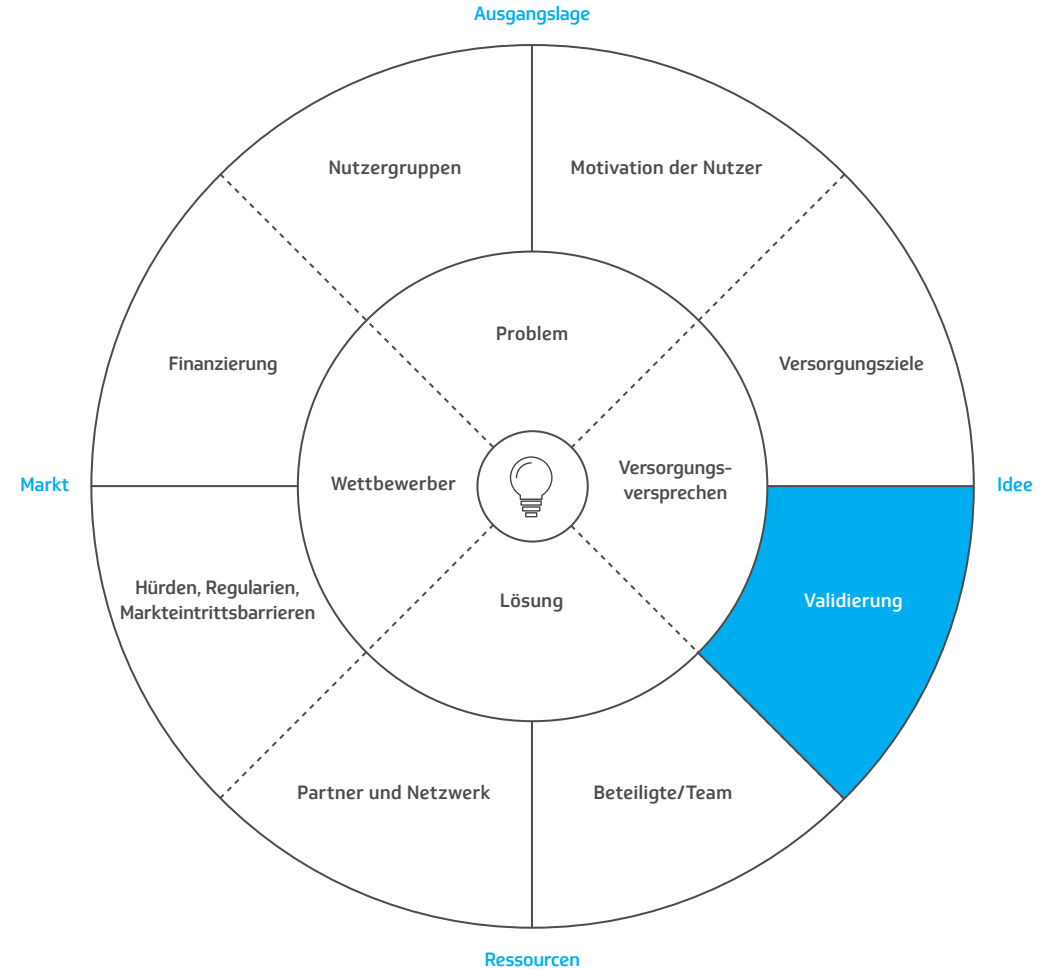 Ausgangslage
Nutzergruppen
Motivation der Nutzer
Problem
Finanzierung
Versorgungsziele
Markt
Wettbewerber
Versorgungs-
versprechen
Idee
Hürden, Regularien,
Markteintrittsbarrieren
Lösung
Validierung
Partner und Netzwerk
Beteiligte/Team
Ressourcen